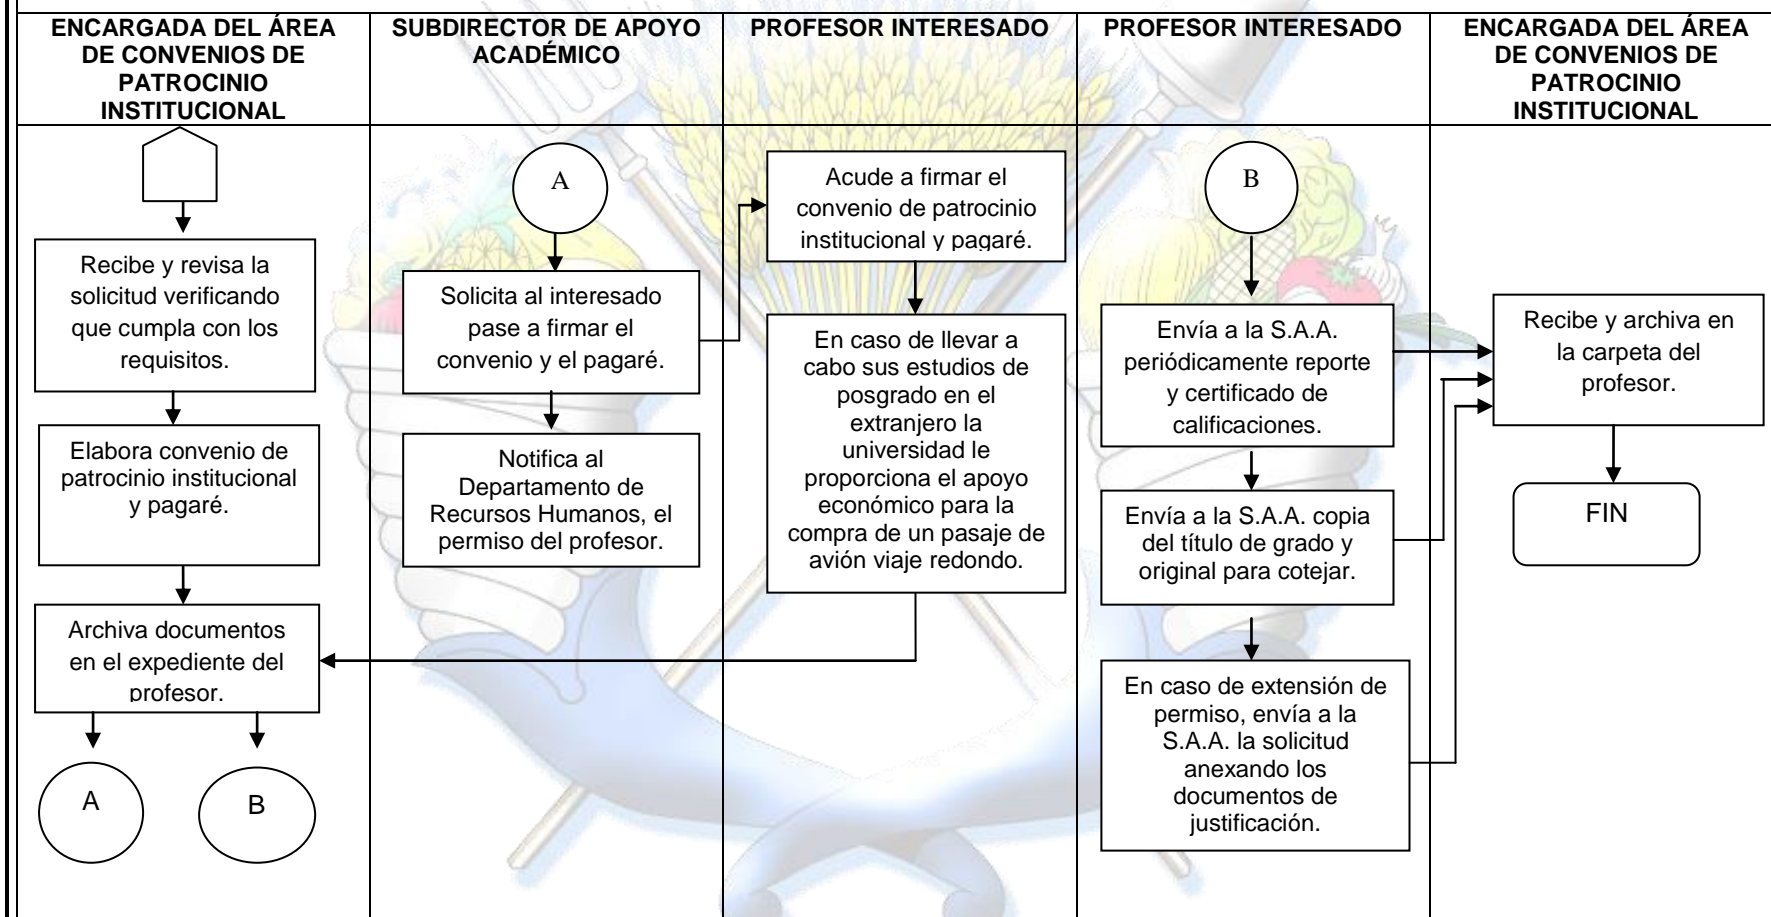 ENCARGADA DEL ÁREA
DE CONVENIOS DE
PATROCINIO
INSTITUCIONAL
SUBDIRECTOR DE APOYO
ACADÉMICO
PROFESOR INTERESADO
PROFESOR INTERESADO
ENCARGADA DEL ÁREA
DE CONVENIOS DE
PATROCINIO
INSTITUCIONAL
Recibe y revisa la
solicitud verificando
que cumpla con los
requisitos.
Elabora convenio de
patrocinio institucional
y pagaré.
Archiva documentos
en el expediente del
profesor.
A
B
A
Solicita al interesado
pase a firmar el
convenio y el pagaré.
Notifica al
Departamento de
Recursos Humanos, el
permiso del profesor.
Acude a firmar el
convenio de patrocinio
institucional y pagaré.
En caso de llevar a
cabo sus estudios de
posgrado en el
extranjero la
universidad le
proporciona el apoyo
económico para la
compra de un pasaje de
avión viaje redondo.
B
Envía a la S.A.A.
periódicamente reporte
y certificado de
calificaciones.
Envía a la S.A.A. copia
del título de grado y
original para cotejar.
En caso de extensión de
permiso, envía a la
S.A.A. la solicitud
anexando los
documentos de
justificación.
Recibe y archiva en
la carpeta del
profesor.
FIN